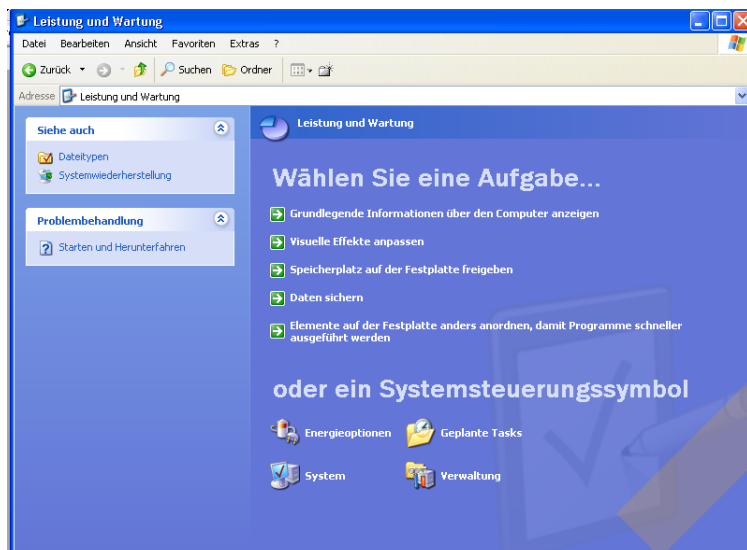 Leistung und Wartung
Datei Bearbeiten Ansicht Favoriten Extras ?
Zurück Suchen Ordner
Adresse Leistung und Wartung
Siehe auch
Dateitypen
Systemwiederherstellung
Problembehandlung
Starten und Herunterfahren
Leistung und Wartung
Wählen Sie eine Aufgabe...
Grundlegende Informationen über den Computer anzeigen
Visuelle Effekte anpassen
Speicherplatz auf der Festplatte freigeben
Daten sichern
Elemente auf der Festplatte anders anordnen, damit Programme schneller
ausgeführt werden
oder ein Systemsteuerungssymbol
Energieoptionen Geplante Tasks
System Verwaltung